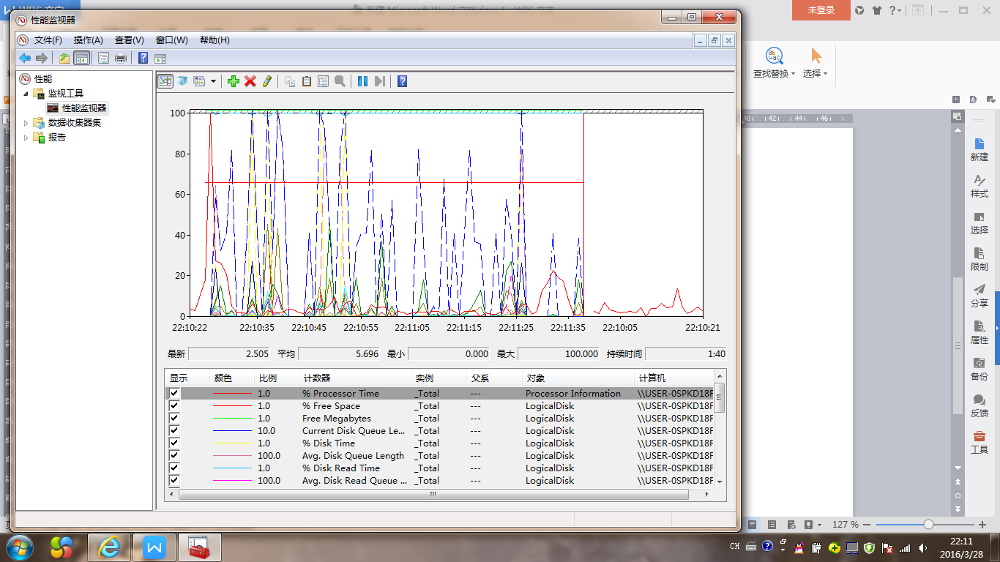 性能监视器
未登录
文件(F) 操作(A) 查看(V) 窗口(W) 帮助(H)
查找替换 选择
性能
监视工具
性能监视器
数据收集器集
报告
100
80
60
40
20
0
22:10:22 22:10:35 22:10:45 22:10:55 22:11:05 22:11:15 22:11:25 22:11:35 22:10:05 22:10:21
最新 2.505 平均 5.696 最小 0.000 最大 100.000 持续时间 1:40
显示 颜色 比例 计数器 实例 父系 对象 计算机
1.0 % Processor Time _Total --- Processor Information \\USER-0SPKD18F
1.0 % Free Space _Total --- LogicalDisk \\USER-0SPKD18F
1.0 Free Megabytes _Total --- LogicalDisk \\USER-0SPKD18F
10.0 Current Disk Queue Le... _Total --- LogicalDisk \\USER-0SPKD18F
1.0 % Disk Time _Total --- LogicalDisk \\USER-0SPKD18F
100.0 Avg. Disk Queue Length _Total --- LogicalDisk \\USER-0SPKD18F
1.0 % Disk Read Time _Total --- LogicalDisk \\USER-0SPKD18F
100.0 Avg. Disk Read Queue ... _Total --- LogicalDisk \\USER-0SPKD18F
40 42 44 46
新建
样式
选择
限制
分享
属性
备份
反馈
工具
127 %
CH
22:11
2016/3/28